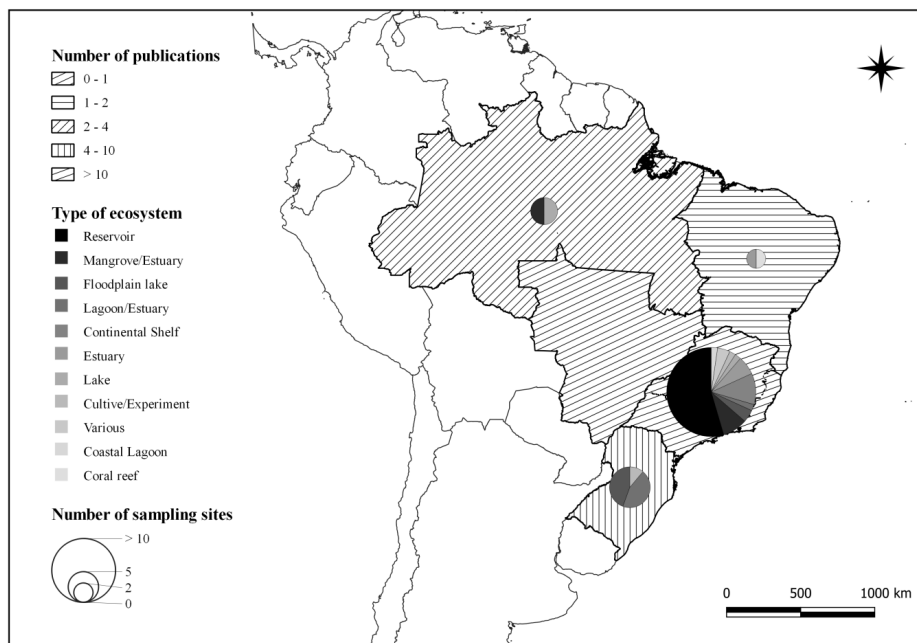 Number of publications
0 - 1
1 - 2
2 - 4
4 - 10
> 10
Type of ecosystem
Reservoir
Mangrove/Estuary
Floodplain lake
Lagoon/Estuary
Continental Shelf
Estuary
Lake
Cultive/Experiment
Various
Coastal Lagoon
Coral reef
Number of sampling sites
> 10
5
2
0
0 500 1000 km